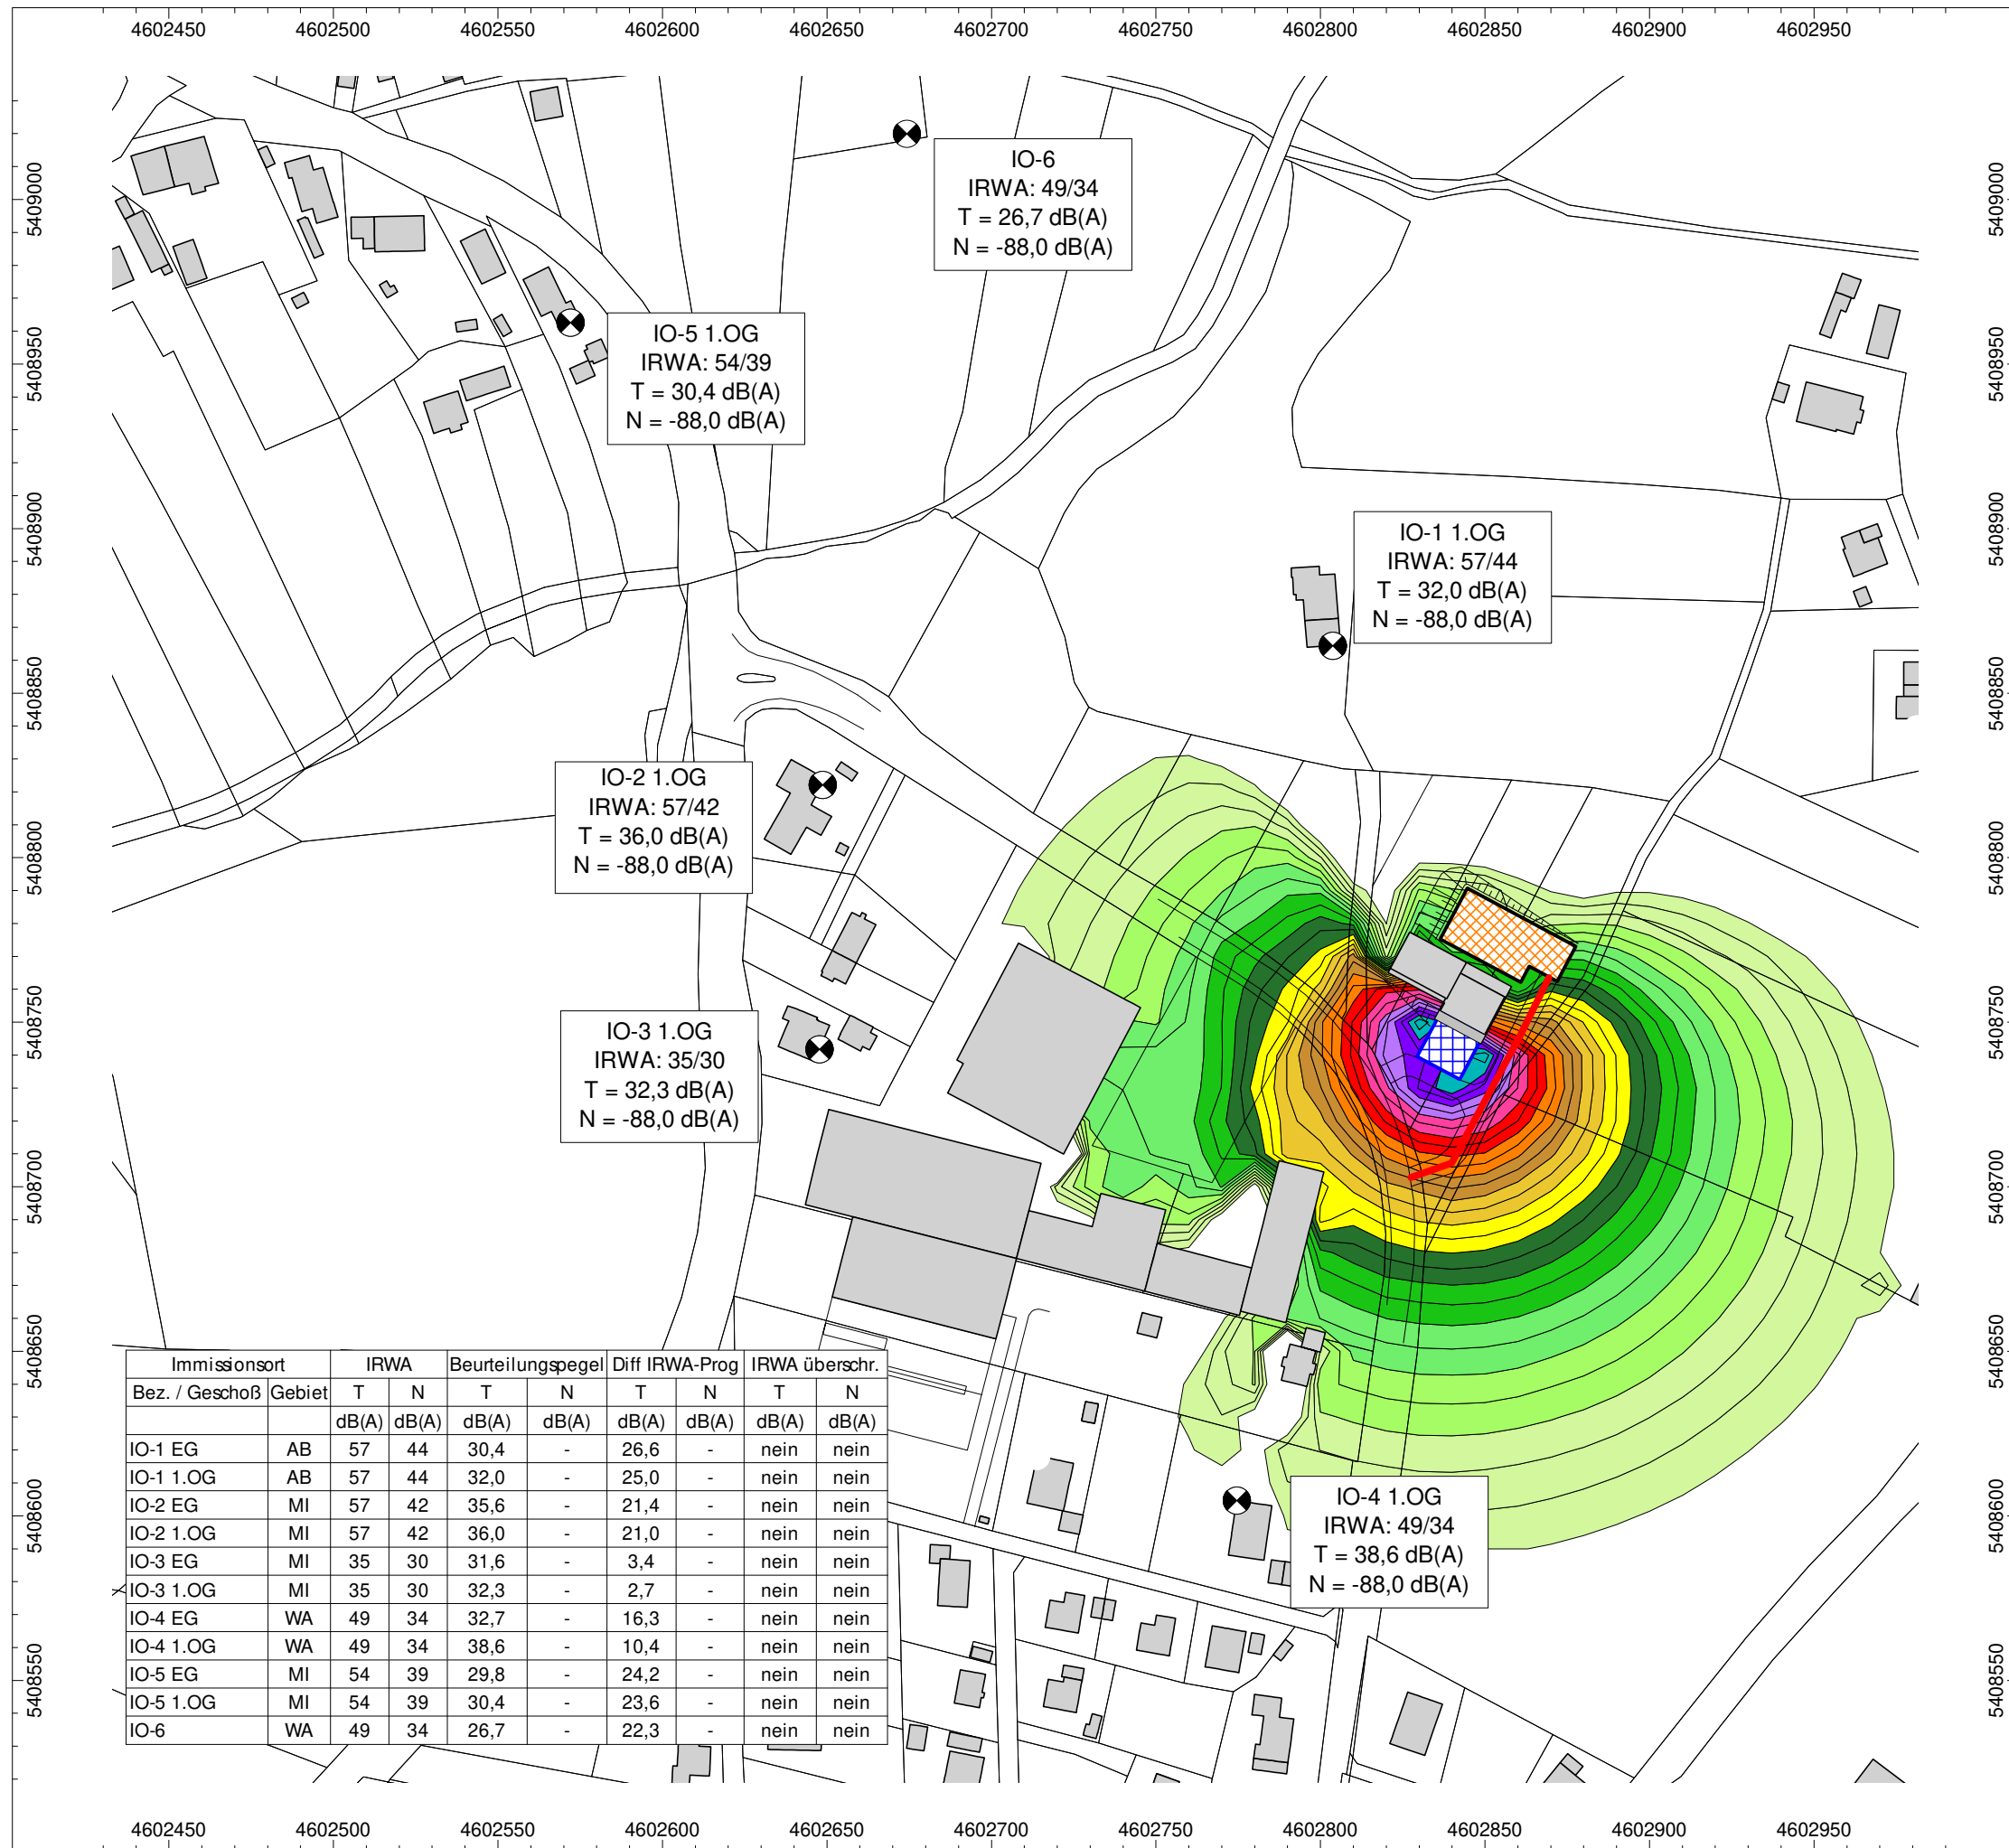 4602450 4602500 4602550 4602600 4602650 4602700 4602750 4602800 4602850 4602900 4602950
5409000
5409000
5408950
5408950
5408900
5408900
5408850
5408850
5408800
5408800
5408750
5408750
5408700
5408700
5408650
5408650
5408600
5408600
5408550
5408550
IO-6
IRWA: 49/34
T = 26,7 dB(A)
N = -88,0 dB(A)
IO-5 1.OG
IRWA: 54/39
T = 30,4 dB(A)
N = -88,0 dB(A)
IO-1 1.OG
IRWA: 57/44
T = 32,0 dB(A)
N = -88,0 dB(A)
IO-2 1.OG
IRWA: 57/42
T = 36,0 dB(A)
N = -88,0 dB(A)
IO-3 1.OG
IRWA: 35/30
T = 32,3 dB(A)
N = -88,0 dB(A)
IO-4 1.OG
IRWA: 49/34
T = 38,6 dB(A)
N = -88,0 dB(A)
Immissionsort IRWA Beurteilungspegel Diff IRWA-Prog IRWA überschr.
Bez. / Geschoß Gebiet T N T N T N T N
dB(A) dB(A) dB(A) dB(A) dB(A) dB(A) dB(A) dB(A)
IO-1 EG AB 57 44 30,4 - 26,6 - nein nein
IO-1 1.OG AB 57 44 32,0 - 25,0 - nein nein
IO-2 EG MI 57 42 35,6 - 21,4 - nein nein
IO-2 1.OG MI 57 42 36,0 - 21,0 - nein nein
IO-3 EG MI 35 30 31,6 - 3,4 - nein nein
IO-3 1.OG MI 35 30 32,3 - 2,7 - nein nein
IO-4 EG WA 49 34 32,7 - 16,3 - nein nein
IO-4 1.OG WA 49 34 38,6 - 10,4 - nein nein
IO-5 EG MI 54 39 29,8 - 24,2 - nein nein
IO-5 1.OG MI 54 39 30,4 - 23,6 - nein nein
IO-6 WA 49 34 26,7 - 22,3 - nein nein
4602450 4602500 4602550 4602600 4602650 4602700 4602750 4602800 4602850 4602900 4602950